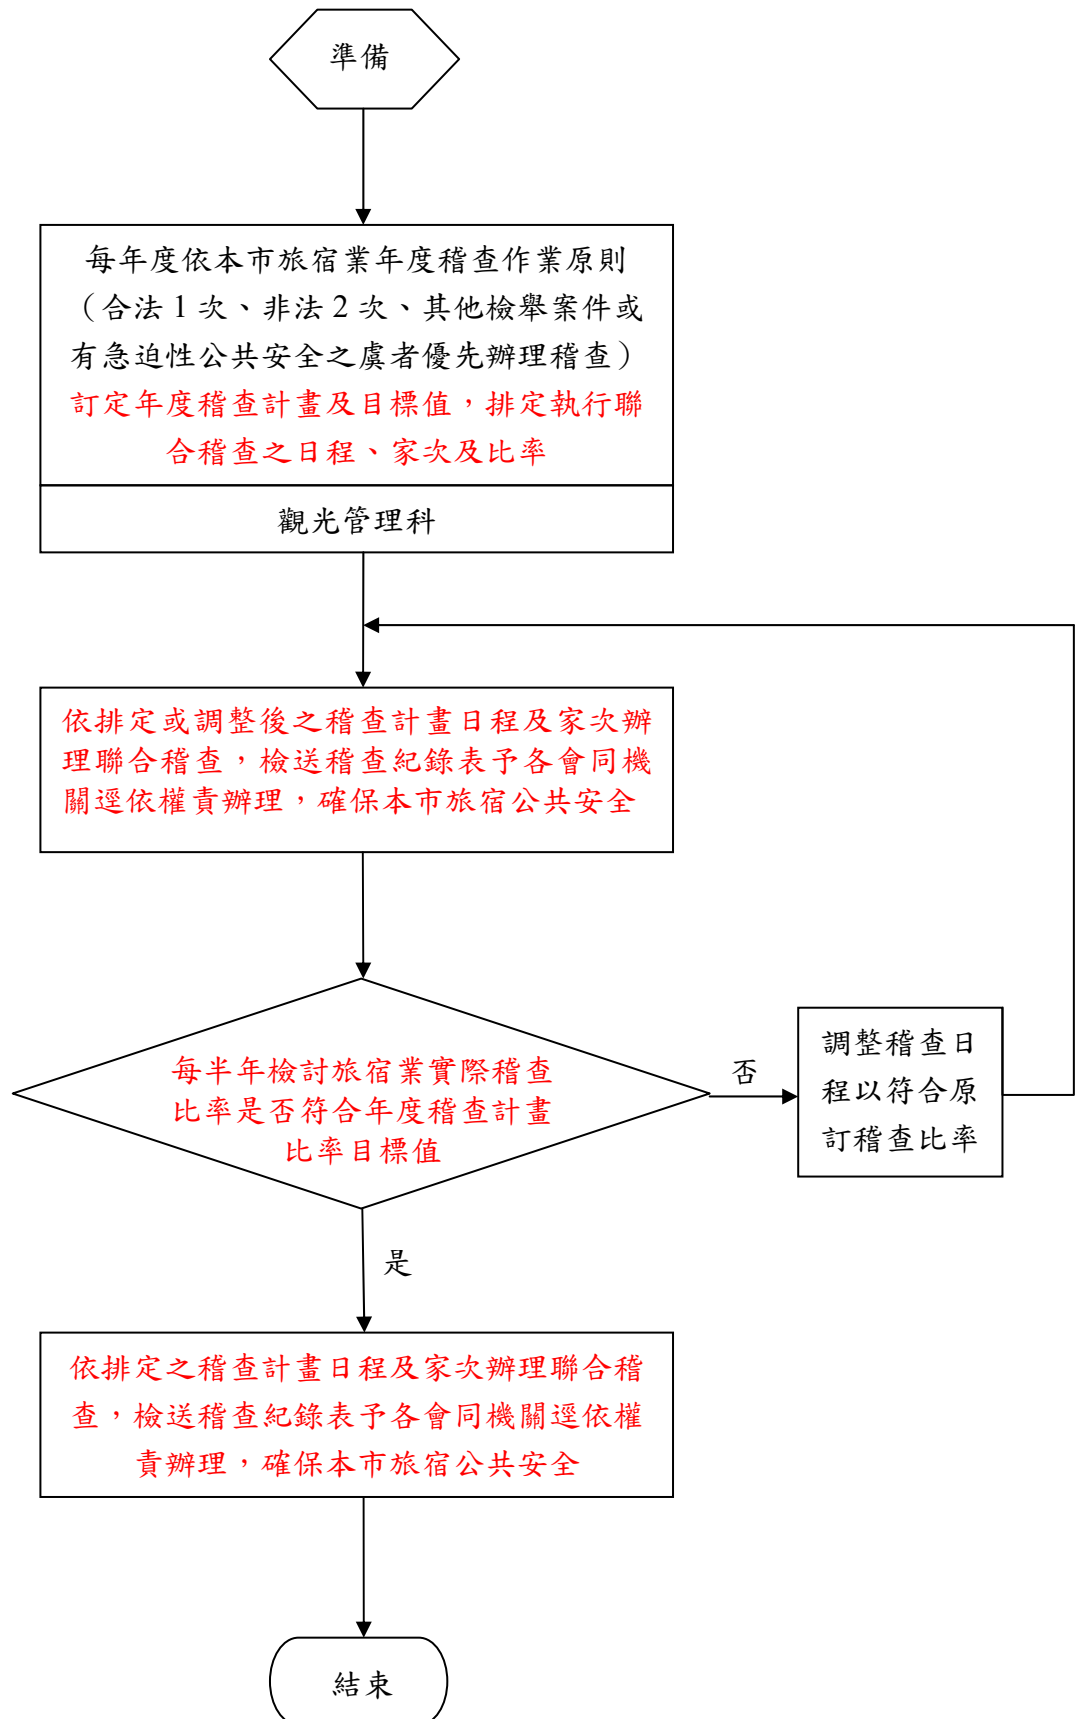 準備
每年度依本市旅宿業年度稽查作業原則
（合法 1 次、非法 2 次、其他檢舉案件或
有急迫性公共安全之虞者優先辦理稽查）
訂定年度稽查計畫及目標值，排定執行聯
合稽查之日程、家次及比率
觀光管理科
依排定或調整後之稽查計畫日程及家次辦
理聯合稽查，檢送稽查紀錄表予各會同機
關逕依權責辦理，確保本市旅宿公共安全
每半年檢討旅宿業實際稽查
比率是否符合年度稽查計畫
比率目標值
否
調整稽查日
程以符合原
訂稽查比率
是
依排定之稽查計畫日程及家次辦理聯合稽
查，檢送稽查紀錄表予各會同機關逕依權
責辦理，確保本市旅宿公共安全
結束